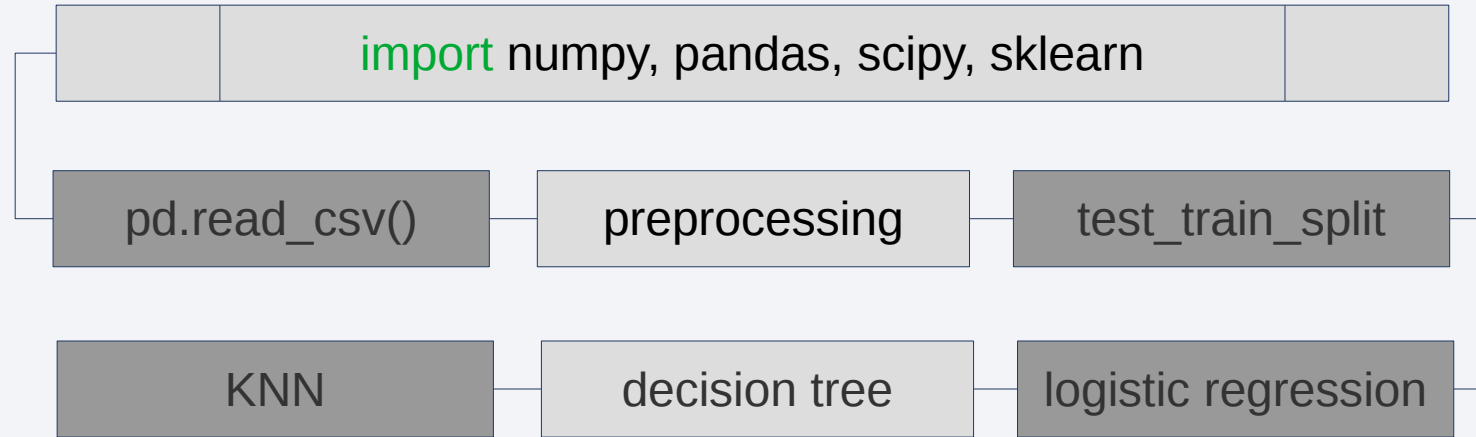 import numpy, pandas, scipy, sklearn
pd.read_csv() preprocessing test_train_split
KNN decision tree logistic regression